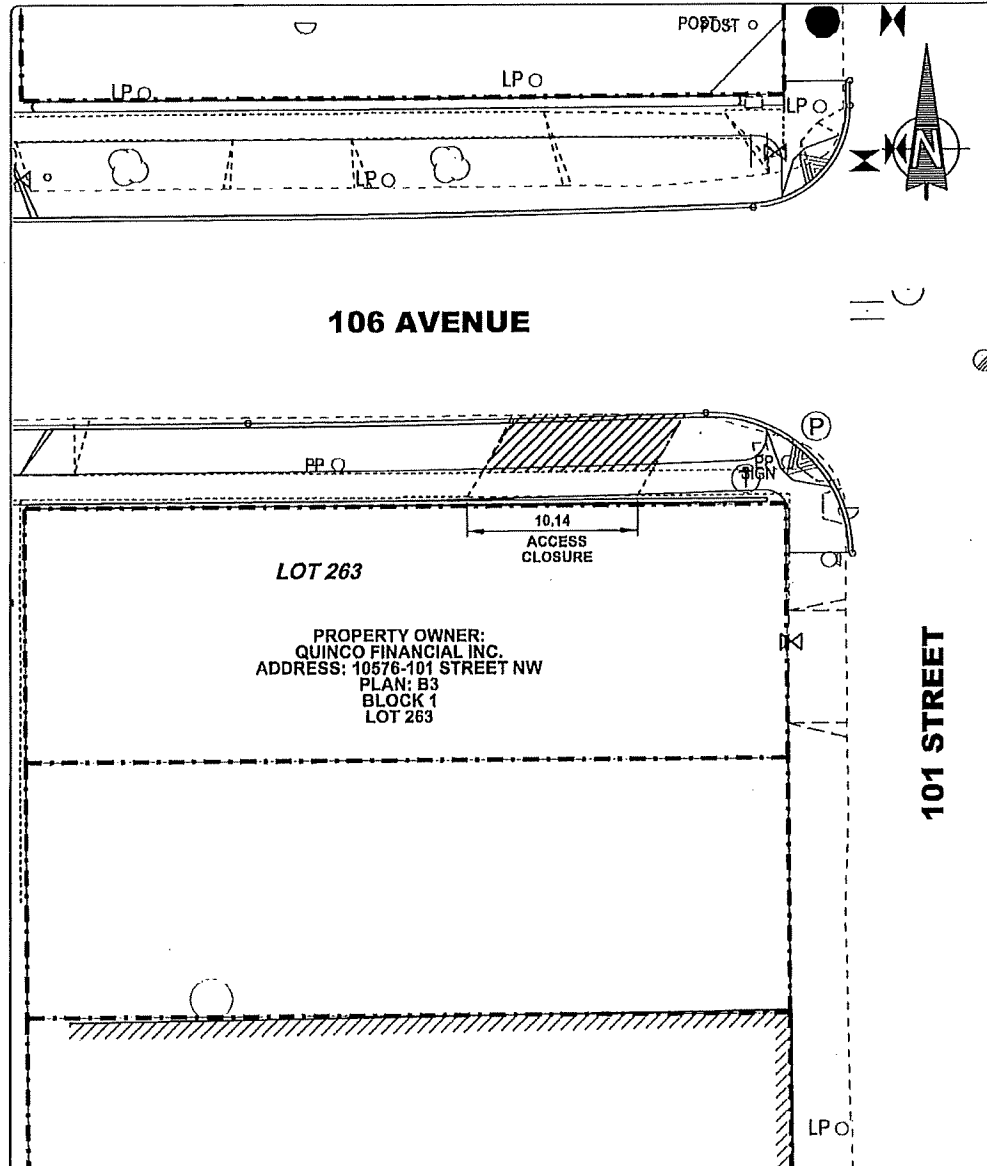 POST
POST
LP
LP
LP
LP
N
106 AVENUE
P
PP
PP
SIGN
10,14
ACCESS
CLOSURE
LOT 263
PROPERTY OWNER:
QUINCO FINANCIAL INC.
ADDRESS: 10576-101 STREET NW
PLAN: B3
BLOCK 1
LOT 263
101 STREET
LP